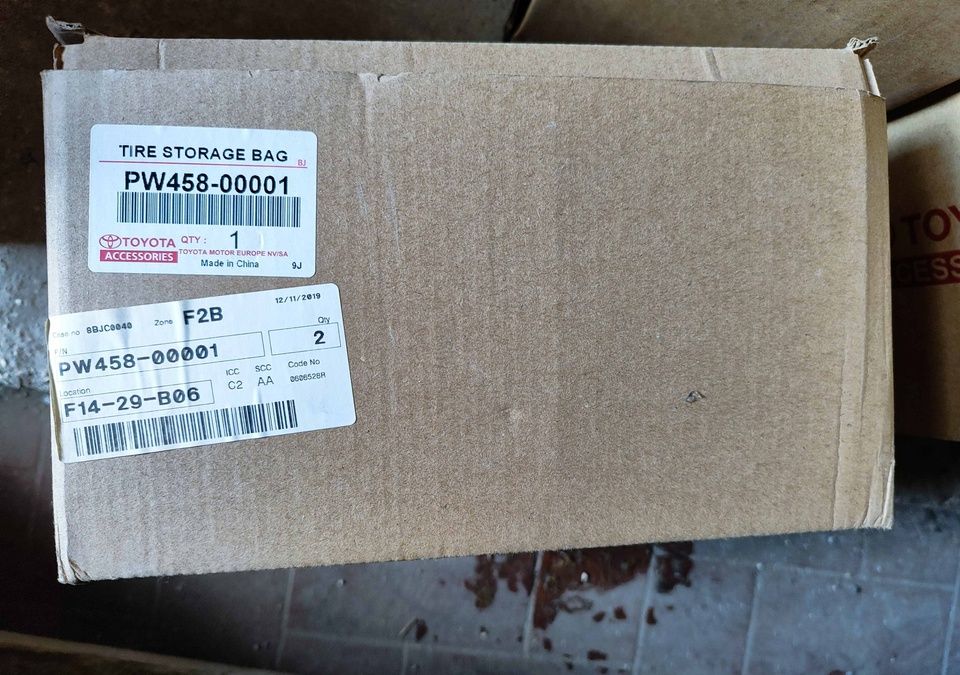 TIRE STORAGE BAG
BJ
PW458-00001
TOYOTA QTY : 1
ACCESSORIES TOYOTA MOTOR EUROPE NV/SA
Made in China 9J
12/11/2019
Case no 8BJC0040 Zone F2B
P/N Qty
PW458-00001 2
Location ICC SCC Code No
F14-29-B06 C2 AA 060652BR